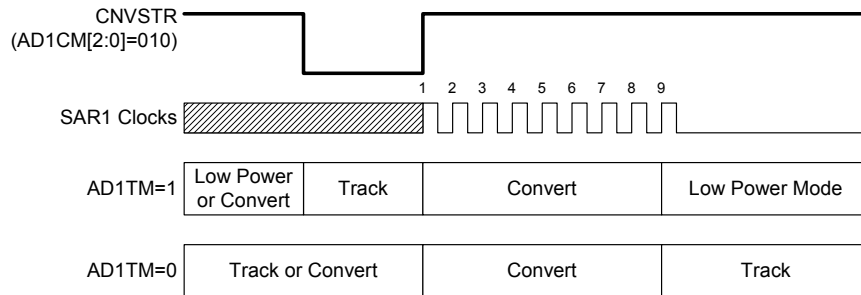 CNVSTR
(AD1CM[2:0]=010)
1 2 3 4 5 6 7 8 9
SAR1 Clocks
AD1TM=1
Low Power
or Convert
Track
Convert
Low Power Mode
AD1TM=0
Track or Convert
Convert
Track